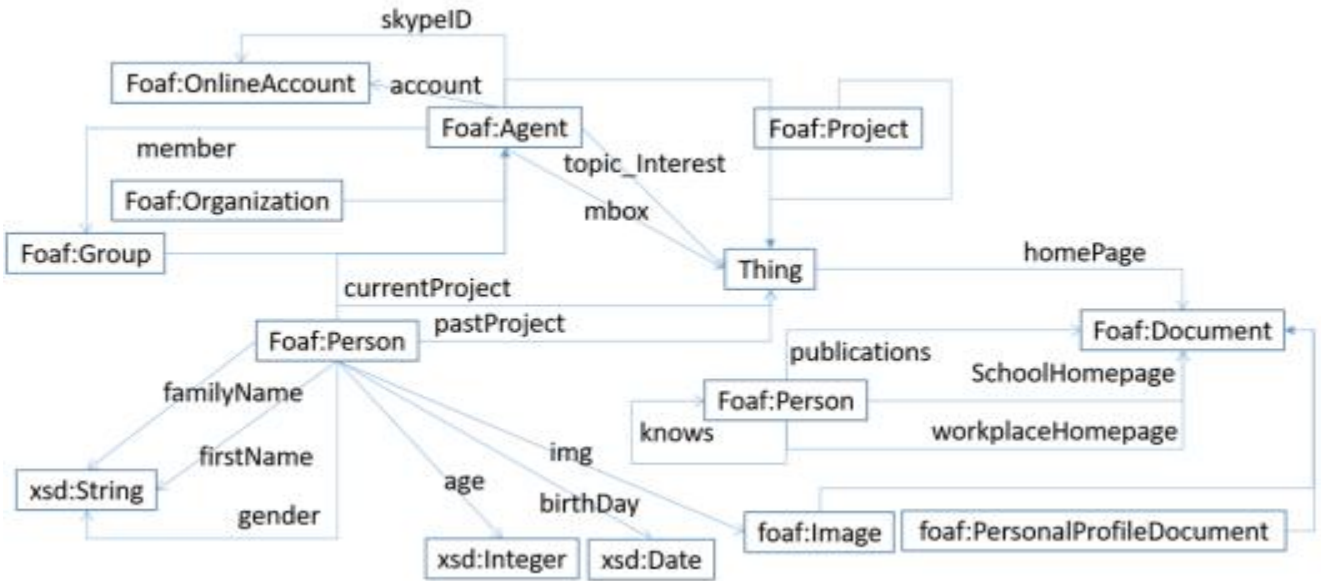 skypeID
Foaf:OnlineAccount
account
Foaf:Agent
Foaf:Project
member
topic_Interest
Foaf:Organization
mbox
Foaf:Group
Thing
homePage
currentProject
pastProject
Foaf:Person
Foaf:Document
publications
SchoolHomepage
familyName
Foaf:Person
knows
workplaceHomepage
firstName
img
xsd:String
age
birthDay
gender
foaf:Image
foaf:PersonalProfileDocument
xsd:Integer
xsd:Date